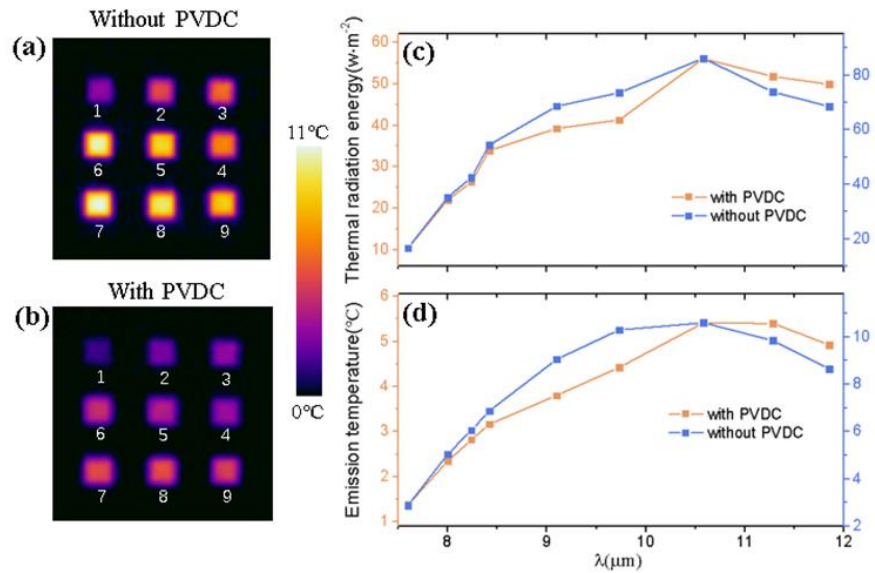 Without PVDC
(a)
1 2 3
6 5 4
7 8 9
11℃
0℃
With PVDC
(b)
1 2 3
6 5 4
7 8 9
(c)
Thermal radiation energy(w·m-2)
60
50
40
30
20
10
80
60
40
20
with PVDC
without PVDC
(d)
Emission temperature(℃)
6
5
4
3
2
1
10
8
6
4
2
with PVDC
without PVDC
8 9 10 11 12
λ(μm)